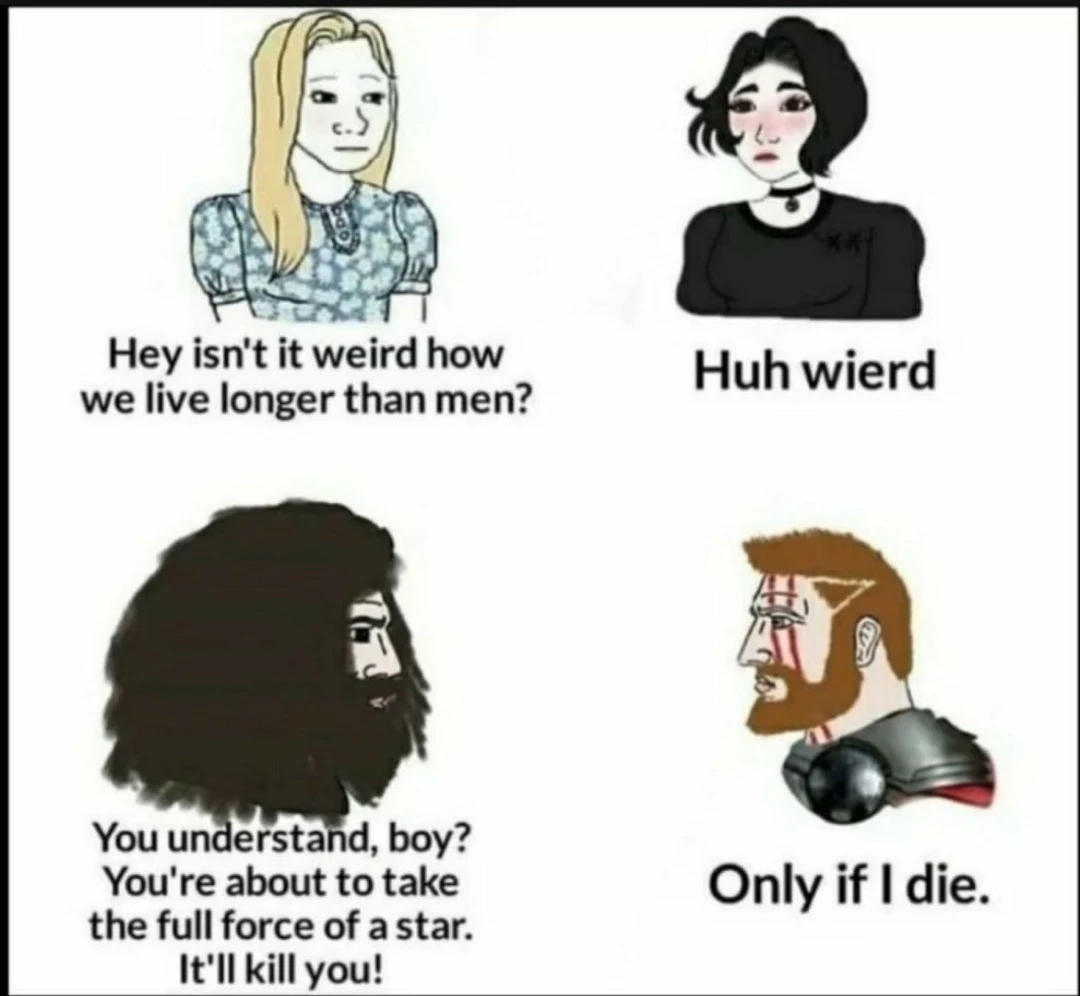 Hey isn't it weird how
we live longer than men?
Huh wierd
You understand, boy?
You're about to take
the full force of a star.
It'll kill you!
Only if I die.